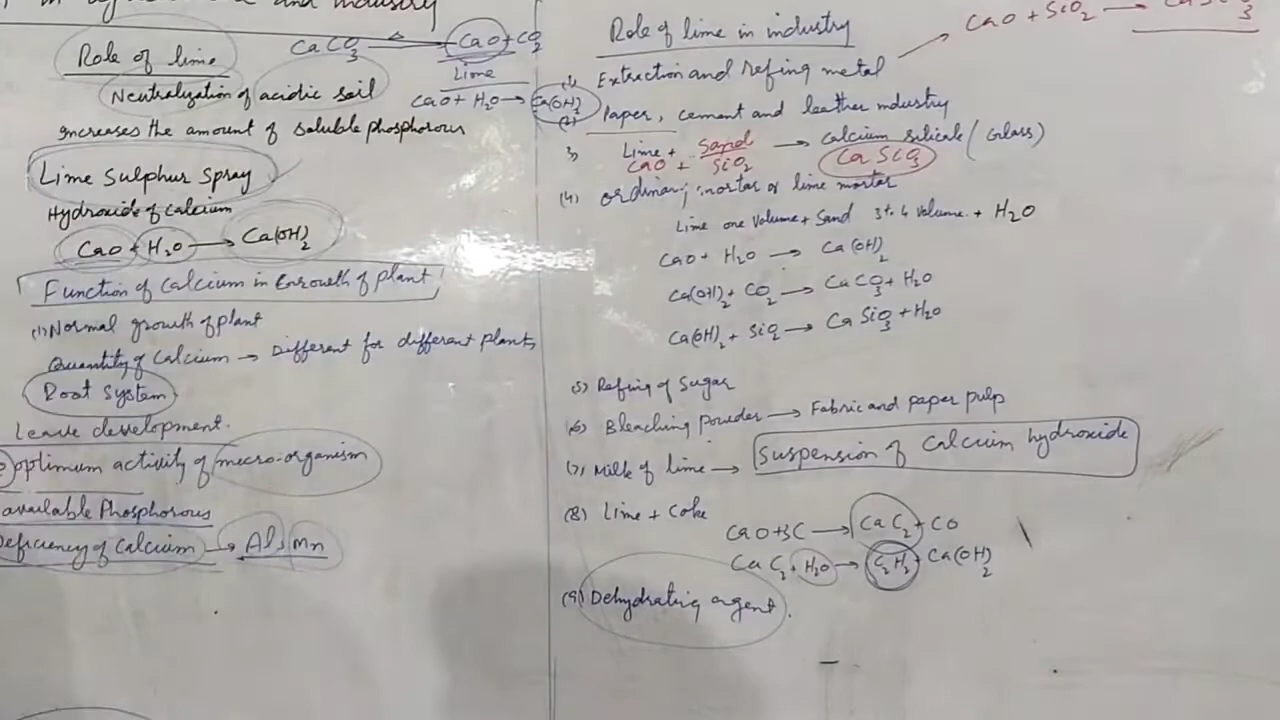 and industry
Role of lime
CaCO3 → CaO + CO2
Lime
Neutralization of acidic soil
CaO + H2O → Ca(OH)2
Increases the amount of soluble phosphorous
Lime Sulphur Spray
Hydroxide of calcium
CaO + H2O → Ca(OH)2
Function of Calcium in Growth of plant
(1) Normal growth of plant
Quantity of Calcium → Different for different plants
Root System
Leave development.
optimum activity of mecro-organism
available Phosphorous
Deficiency of Calcium → Al, Mn
Role of lime in industry
CaO + SiO2 →
(1) Extraction and refing metal
(2) Paper, cement and leather industry
3) Lime + Sand → Calcium silicate (Glass)
CaO + SiO2 CaSiO3
(4) ordinary mortar or lime mortar
Lime one Volume + Sand 3 to 4 Volume + H2O
CaO + H2O → Ca(OH)2
Ca(OH)2 + CO2 → CaCO3 + H2O
Ca(OH)2 + SiO2 → CaSiO3 + H2O
(5) Refing of Sugar
(6) Bleaching powder → Fabric and paper pulp
(7) Milk of lime → Suspension of Calcium hydroxide
(8) Lime + Coke
CaO + 3C → CaC2 + CO
CaC2 + H2O → C2H2 + Ca(OH)2
(9) Dehydrating agent.